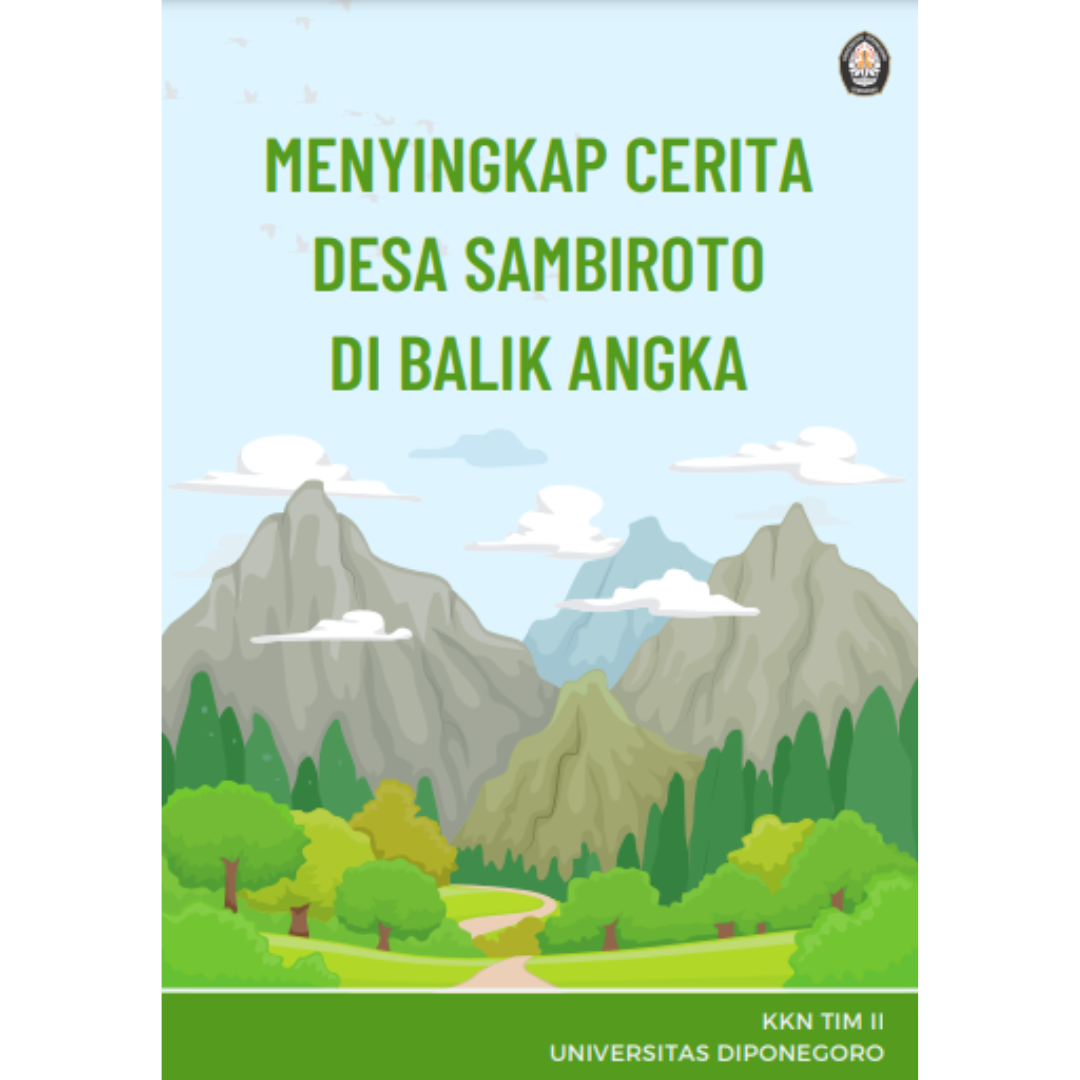 MENYINGKAP CERITA
DESA SAMBIROTO
DI BALIK ANGKA
KKN TIM II
UNIVERSITAS DIPONEGORO